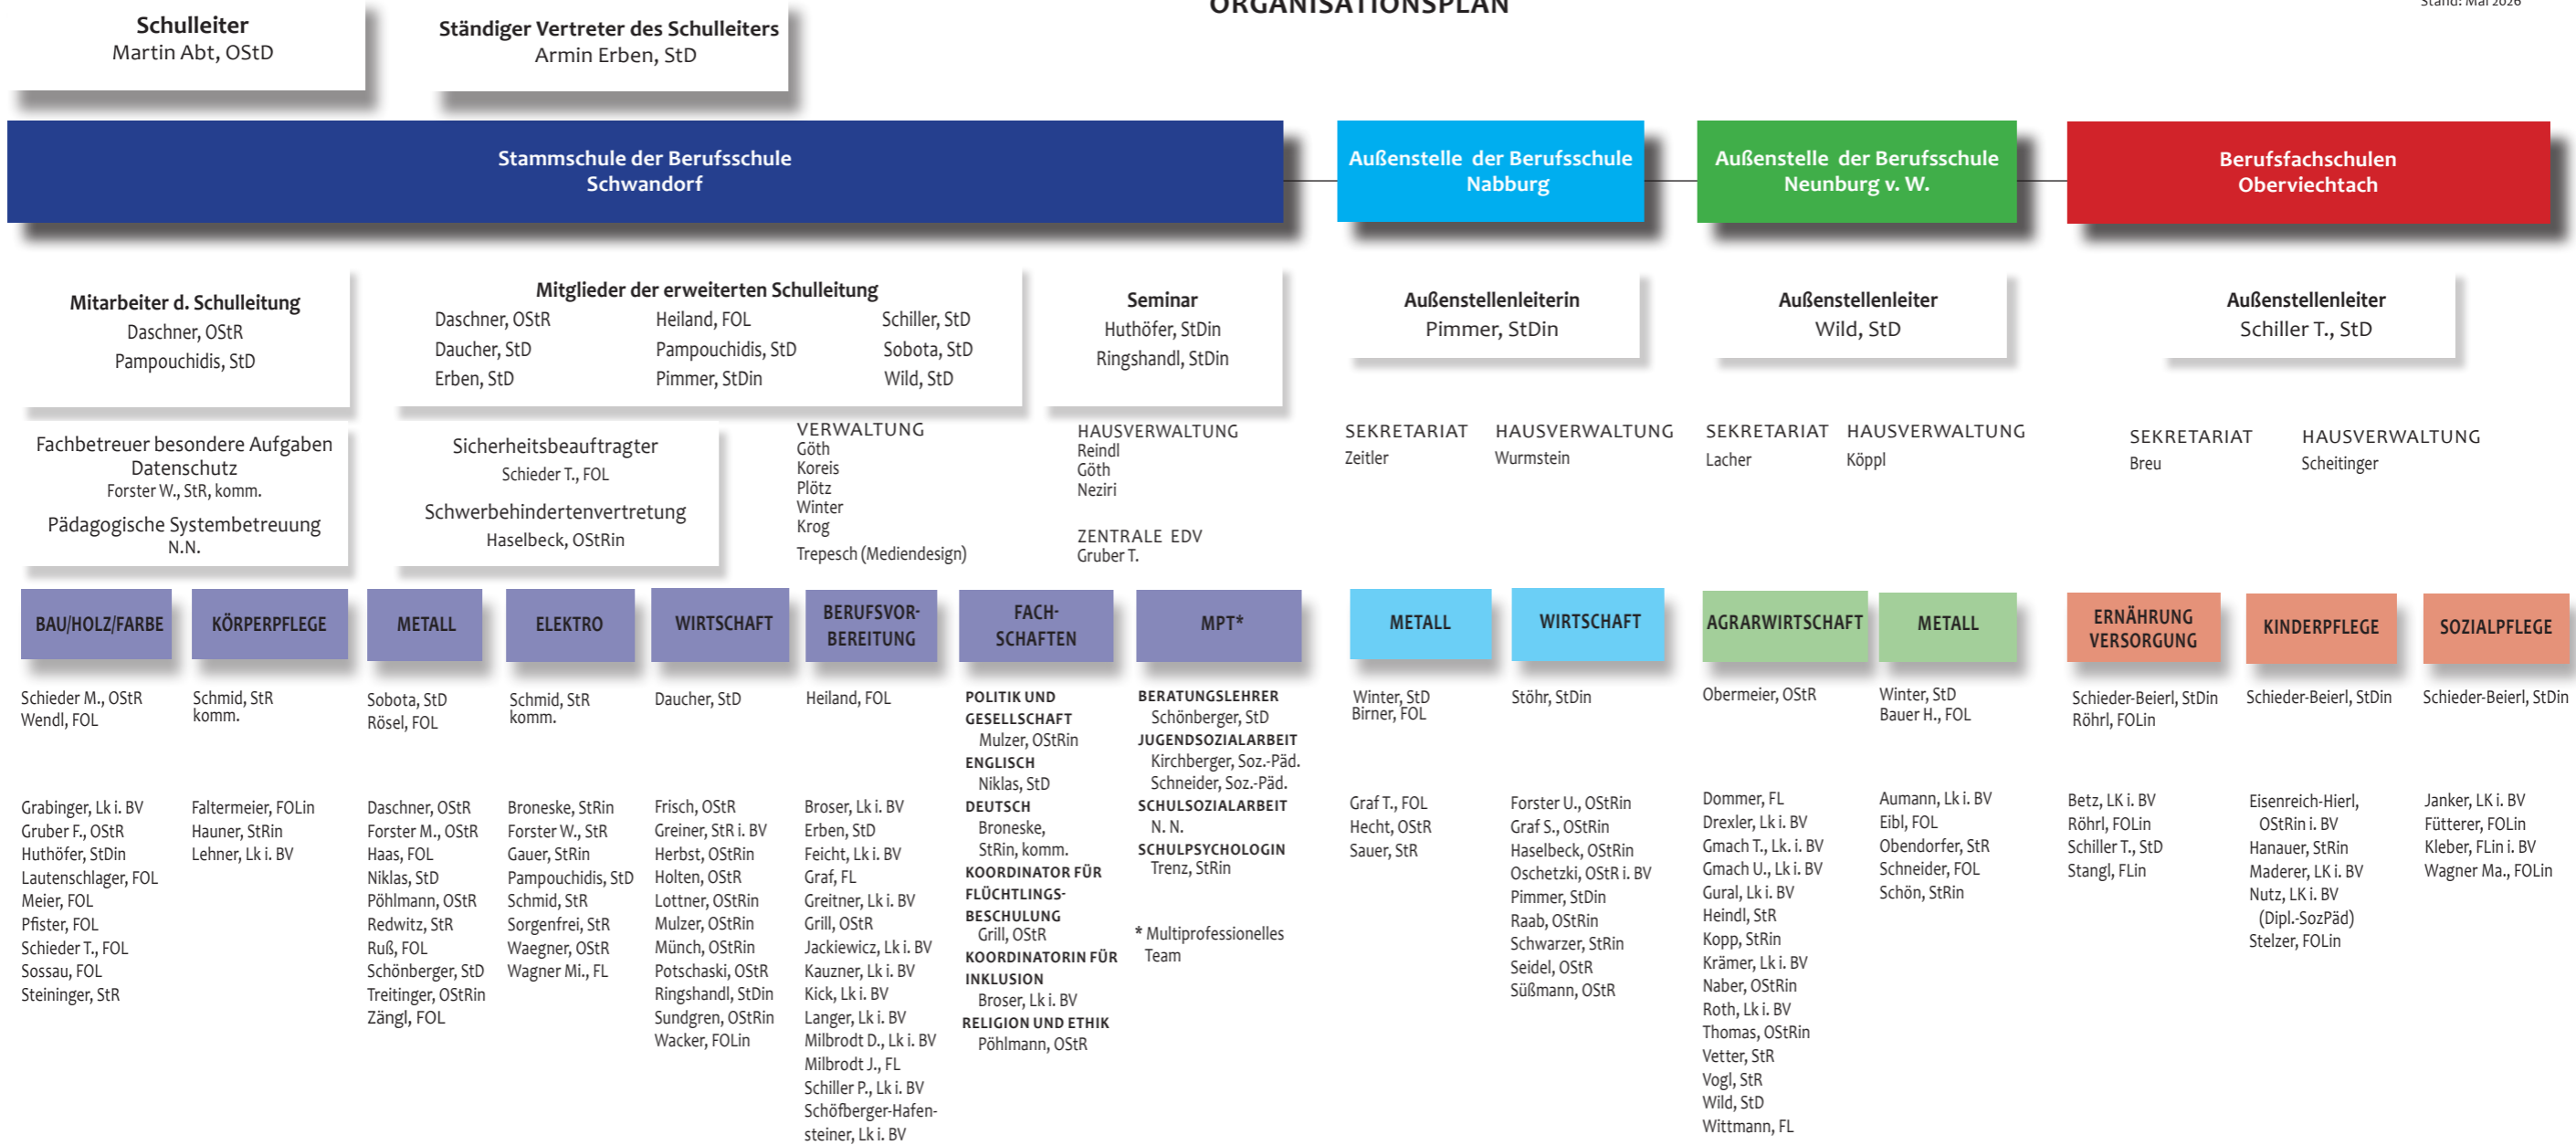 ORGANISATIONSPLAN
Stand: Mai 2026
Schulleiter
Martin Abt, OStD
Ständiger Vertreter des Schulleiters
Armin Erben, StD
Stammschule der Berufsschule
Schwandorf
Außenstelle der Berufsschule
Nabburg
Außenstelle der Berufsschule
Neunburg v. W.
Berufsfachschulen
Oberviechtach
Mitarbeiter d. Schulleitung
Daschner, OStR
Pampouchidis, StD
Mitglieder der erweiterten Schulleitung
Daschner, OStR
Daucher, StD
Erben, StD
Heiland, FOL
Pampouchidis, StD
Pimmer, StDin
Schiller, StD
Sobota, StD
Wild, StD
Seminar
Huthöfer, StDin
Ringshandl, StDin
Außenstellenleiterin
Pimmer, StDin
Außenstellenleiter
Wild, StD
Außenstellenleiter
Schiller T., StD
Fachbetreuer besondere Aufgaben
Datenschutz
Forster W., StR, komm.
Pädagogische Systembetreuung
N.N.
Sicherheitsbeauftragter
Schieder T., FOL
Schwerbehindertenvertretung
Haselbeck, OStRin
VERWALTUNG
Göth
Koreis
Plötz
Winter
Krog
Trepesch (Mediendesign)
HAUSVERWALTUNG
Reindl
Göth
Neziri
ZENTRALE EDV
Gruber T.
SEKRETARIAT
Zeitler
HAUSVERWALTUNG
Wurmstein
SEKRETARIAT
Lacher
HAUSVERWALTUNG
Köppl
SEKRETARIAT
Breu
HAUSVERWALTUNG
Scheitinger
BAU/HOLZ/FARBE
Schieder M., OStR
Wendl, FOL
Grabinger, Lk i. BV
Gruber F., OStR
Huthöfer, StDin
Lautenschlager, FOL
Meier, FOL
Pfister, FOL
Schieder T., FOL
Sossau, FOL
Steininger, StR
KÖRPERPFLEGE
Schmid, StR
komm.
Faltermeier, FOLin
Hauner, StRin
Lehner, Lk i. BV
METALL
Sobota, StD
Rösel, FOL
Daschner, OStR
Forster M., OStR
Haas, FOL
Niklas, StD
Pöhlmann, OStR
Redwitz, StR
Ruß, FOL
Schönberger, StD
Treitinger, OStRin
Zängl, FOL
ELEKTRO
Schmid, StR
komm.
Broneske, StRin
Forster W., StR
Gauer, StRin
Pampouchidis, StD
Schmid, StR
Sorgenfrei, StR
Waegner, OStR
Wagner Mi., FL
WIRTSCHAFT
Daucher, StD
Frisch, OStR
Greiner, StR i. BV
Herbst, OStRin
Holten, OStR
Lottner, OStRin
Mulzer, OStRin
Münch, OStRin
Potschaski, OStR
Ringshandl, StDin
Sundgren, OStRin
Wacker, FOLin
BERUFSVOR-
BEREITUNG
Heiland, FOL
Broser, Lk i. BV
Erben, StD
Feicht, Lk i. BV
Graf, FL
Greitner, Lk i. BV
Grill, OStR
Jackiewicz, Lk i. BV
Kauzner, Lk i. BV
Kick, Lk i. BV
Langer, Lk i. BV
Milbrodt D., Lk i. BV
Milbrodt J., FL
Schiller P., Lk i. BV
Schöfberger-Hafen-
steiner, Lk i. BV
FACH-
SCHAFTEN
POLITIK UND
GESELLSCHAFT
Mulzer, OStRin
ENGLISCH
Niklas, StD
DEUTSCH
Broneske,
StRin, komm.
KOORDINATOR FÜR
FLÜCHTLINGS-
BESCHULUNG
Grill, OStR
KOORDINATORIN FÜR
INKLUSION
Broser, Lk i. BV
RELIGION UND ETHIK
Pöhlmann, OStR
MPT*
BERATUNGSLEHRER
Schönberger, StD
JUGENDSOZIALARBEIT
Kirchberger, Soz.-Päd.
Schneider, Soz.-Päd.
SCHULSOZIALARBEIT
N. N.
SCHULPSYCHOLOGIN
Trenz, StRin
* Multiprofessionelles
Team
METALL
Winter, StD
Birner, FOL
Graf T., FOL
Hecht, OStR
Sauer, StR
WIRTSCHAFT
Stöhr, StDin
Forster U., OStRin
Graf S., OStRin
Haselbeck, OStRin
Oschetzki, OStR i. BV
Pimmer, StDin
Raab, OStRin
Schwarzer, StRin
Seidel, OStR
Süßmann, OStR
AGRARWIRTSCHAFT
Obermeier, OStR
Dommer, FL
Drexler, Lk i. BV
Gmach T., Lk. i. BV
Gmach U., Lk i. BV
Gural, Lk i. BV
Heindl, StR
Kopp, StRin
Krämer, Lk i. BV
Naber, OStRin
Roth, Lk i. BV
Thomas, OStRin
Vetter, StR
Vogl, StR
Wild, StD
Wittmann, FL
METALL
Winter, StD
Bauer H., FOL
Aumann, Lk i. BV
Eibl, FOL
Obendorfer, StR
Schneider, FOL
Schön, StRin
ERNÄHRUNG
VERSORGUNG
Schieder-Beierl, StDin
Röhrl, FOLin
Betz, LK i. BV
Röhrl, FOLin
Schiller T., StD
Stangl, FLin
KINDERPFLEGE
Schieder-Beierl, StDin
Eisenreich-Hierl,
OStRin i. BV
Hanauer, StRin
Maderer, LK i. BV
Nutz, LK i. BV
(Dipl.-SozPäd)
Stelzer, FOLin
SOZIALPFLEGE
Schieder-Beierl, StDin
Janker, LK i. BV
Fütterer, FOLin
Kleber, FLin i. BV
Wagner Ma., FOLin